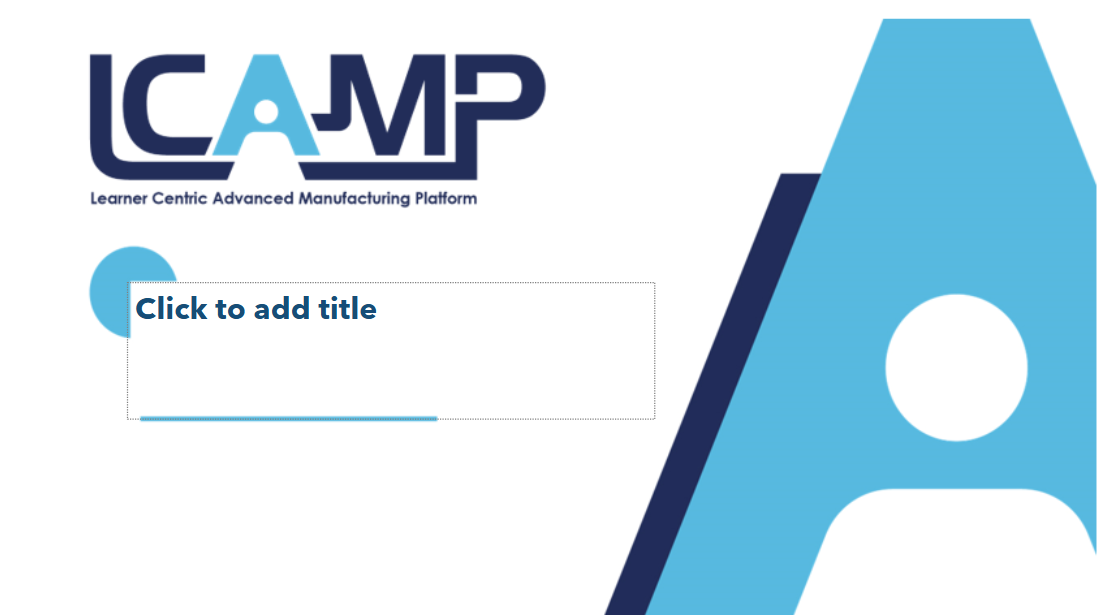 LCAMP
Learner Centric Advanced Manufacturing Platform
Click to add title